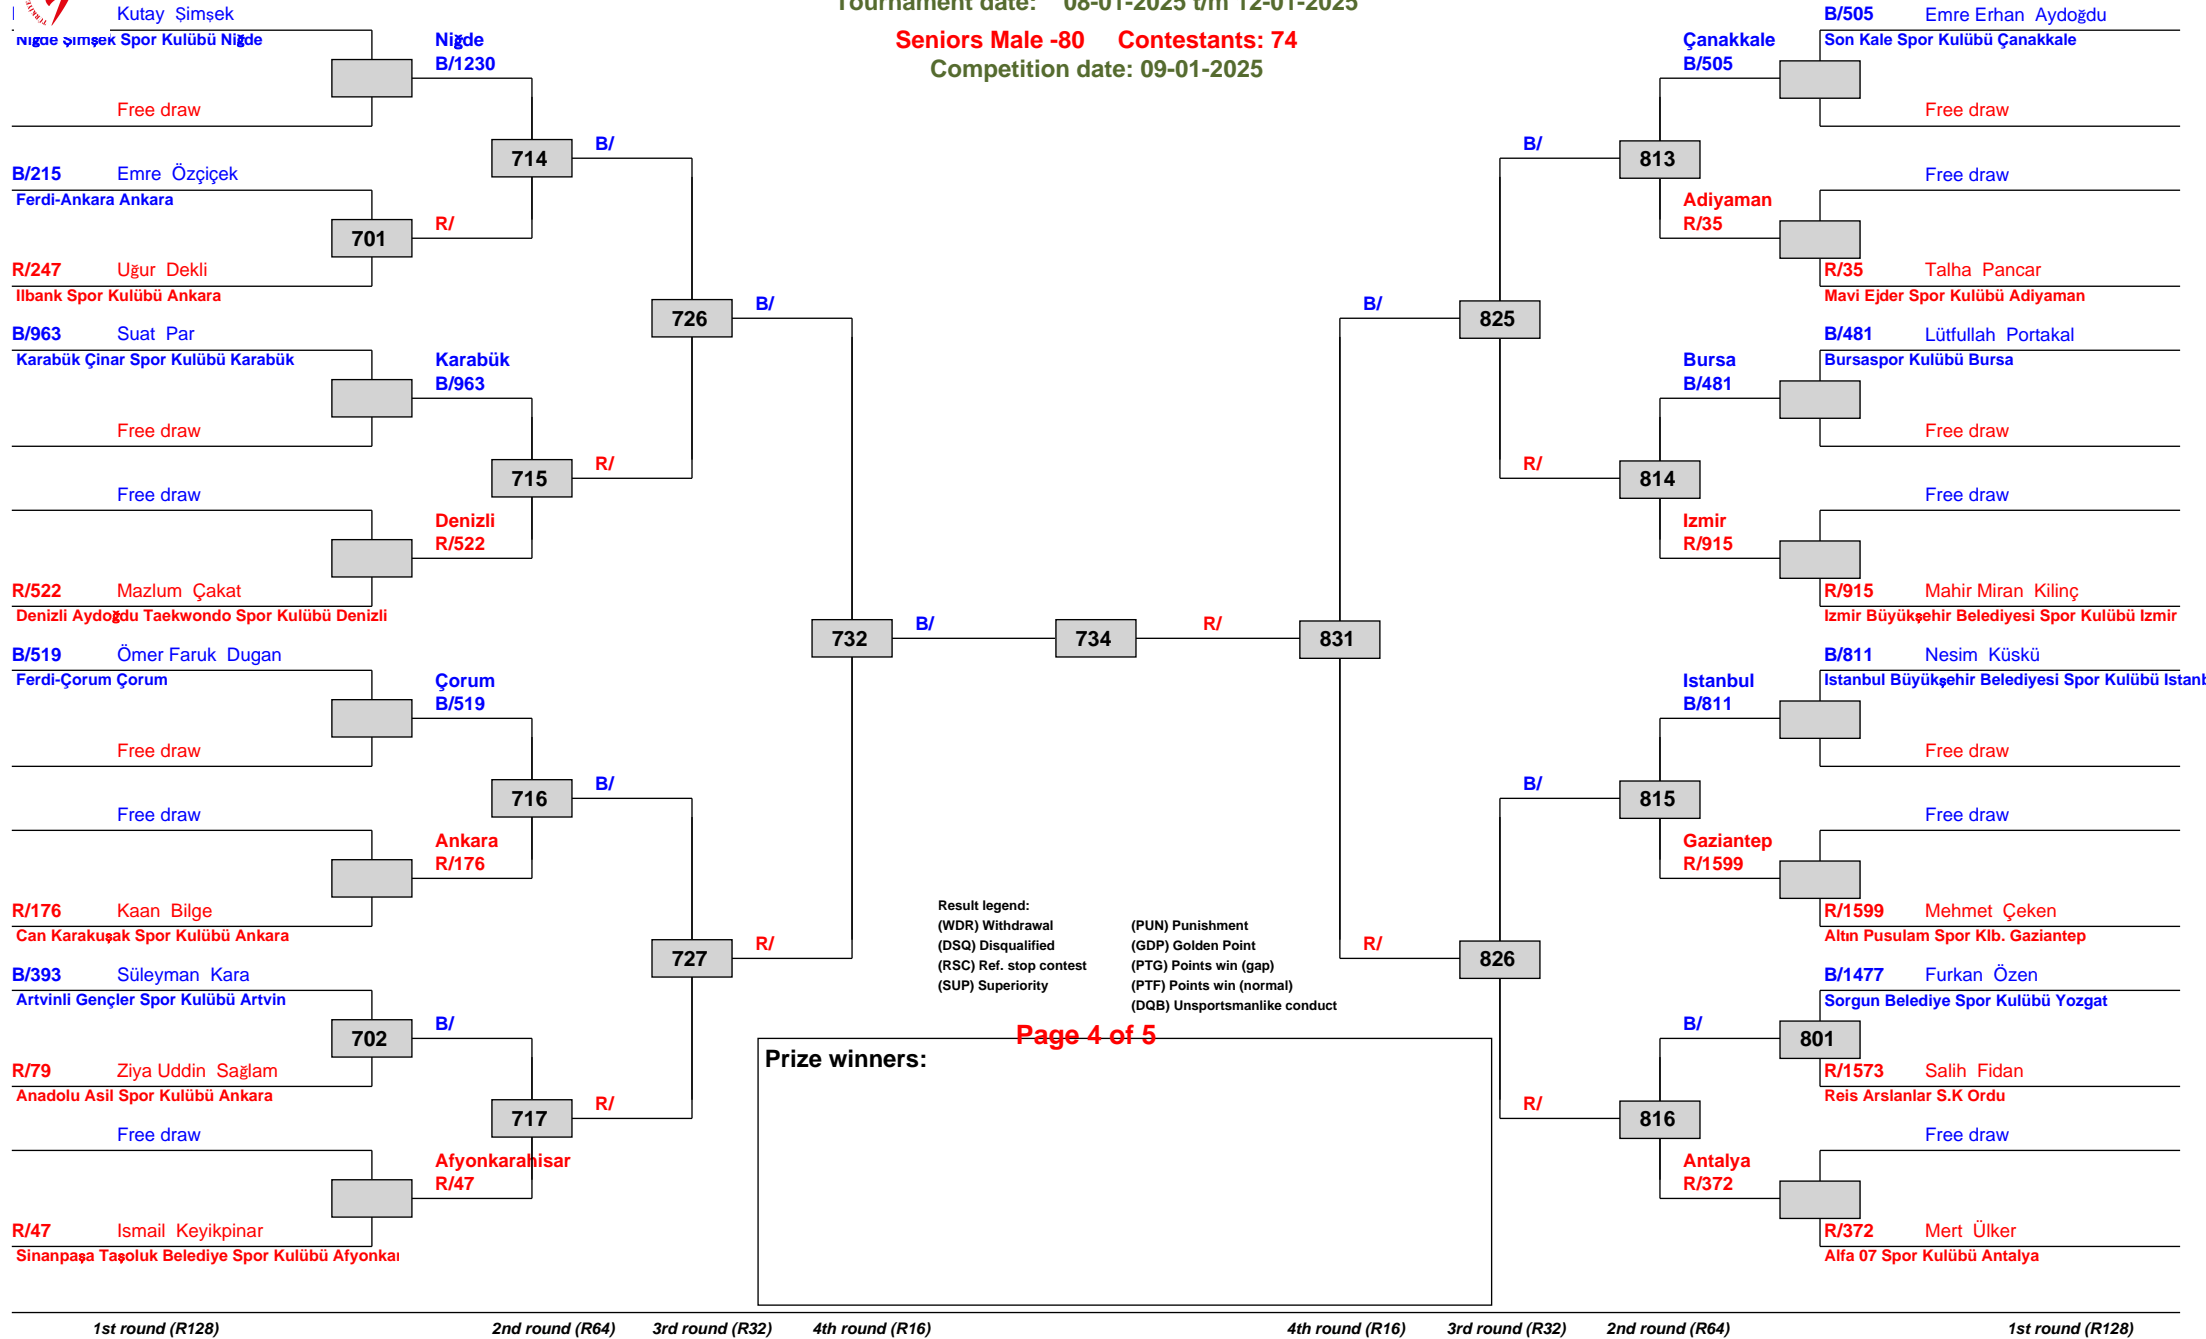 Tournament date: 08-01-2025 t/m 12-01-2025
Seniors Male -80 Contestants: 74
Competition date: 09-01-2025
Kutay Şimşek
Niğde Şimşek Spor Kulübü Niğde
Free draw
B/215 Emre Özçiçek
Ferdi-Ankara Ankara
R/247 Uğur Dekli
Ilbank Spor Kulübü Ankara
B/963 Suat Par
Karabük Çinar Spor Kulübü Karabük
Free draw
Free draw
R/522 Mazlum Çakat
Denizli Aydoğdu Taekwondo Spor Kulübü Denizli
B/519 Ömer Faruk Dugan
Ferdi-Çorum Çorum
Free draw
Free draw
R/176 Kaan Bilge
Can Karakuşak Spor Kulübü Ankara
B/393 Süleyman Kara
Artvinli Gençler Spor Kulübü Artvin
R/79 Ziya Uddin Sağlam
Anadolu Asil Spor Kulübü Ankara
Free draw
R/47 Ismail Keyikpinar
Sinanpaşa Taşoluk Belediye Spor Kulübü Afyonkar
701
702
Niğde
B/1230
714
R/
Karabük
B/963
715
Denizli
R/522
Çorum
B/519
716
Ankara
R/176
B/
717
Afyonkarahisar
R/47
B/
726
R/
B/
727
R/
B/
732
R/
B/
734
R/
831
B/
R/
B/
825
R/
B/
826
R/
Çanakkale
B/505
813
Adiyaman
R/35
Bursa
B/481
814
Izmir
R/915
Istanbul
B/811
815
Gaziantep
R/1599
B/
816
Antalya
R/372
801
B/505 Emre Erhan Aydoğdu
Son Kale Spor Kulübü Çanakkale
Free draw
Free draw
R/35 Talha Pancar
Mavi Ejder Spor Kulübü Adiyaman
B/481 Lütfullah Portakal
Bursaspor Kulübü Bursa
Free draw
Free draw
R/915 Mahir Miran Kilinç
Izmir Büyükşehir Belediyesi Spor Kulübü Izmir
B/811 Nesim Küskü
Istanbul Büyükşehir Belediyesi Spor Kulübü Istanb
Free draw
Free draw
R/1599 Mehmet Çeken
Altın Pusulam Spor Klb. Gaziantep
B/1477 Furkan Özen
Sorgun Belediye Spor Kulübü Yozgat
R/1573 Salih Fidan
Reis Arslanlar S.K Ordu
Free draw
R/372 Mert Ülker
Alfa 07 Spor Kulübü Antalya
Result legend:
(WDR) Withdrawal (PUN) Punishment
(DSQ) Disqualified (GDP) Golden Point
(RSC) Ref. stop contest (PTG) Points win (gap)
(SUP) Superiority (PTF) Points win (normal)
(DQB) Unsportsmanlike conduct
Page 4 of 5
Prize winners:
1st round (R128) 2nd round (R64) 3rd round (R32) 4th round (R16) 4th round (R16) 3rd round (R32) 2nd round (R64) 1st round (R128)